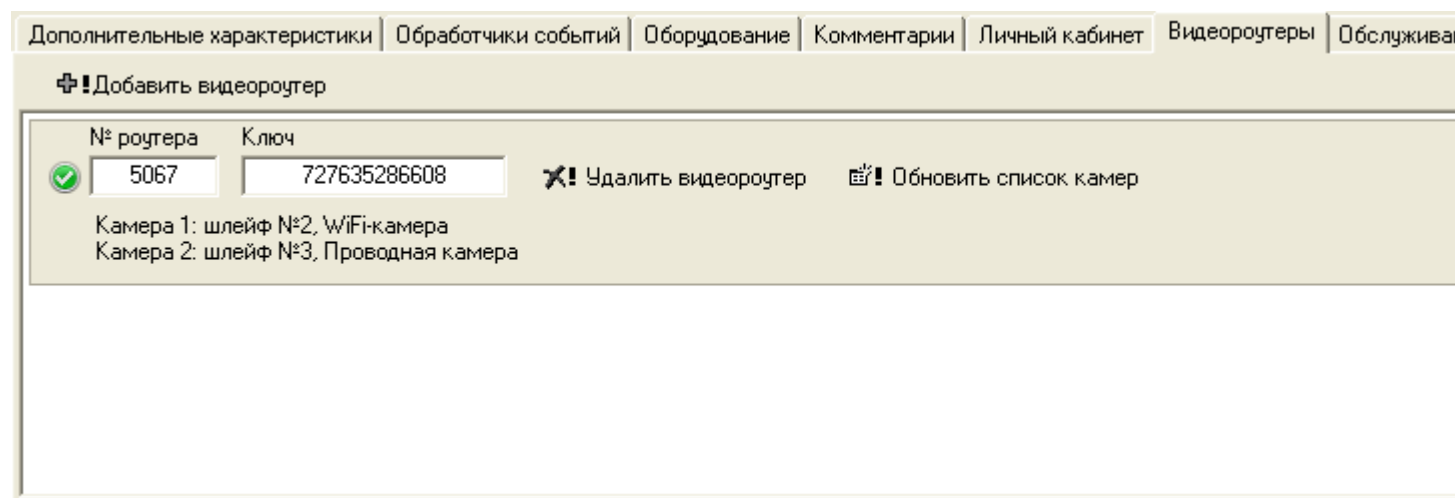 Дополнительные характеристики Обработчики событий Оборудование Комментарии Личный кабинет Видеороутеры Обслужива
!Добавить видеороутер
№ роутера Ключ
5067 727635286608 ! Удалить видеороутер ! Обновить список камер
Камера 1: шлейф №2, WiFi-камера
Камера 2: шлейф №3, Проводная камера